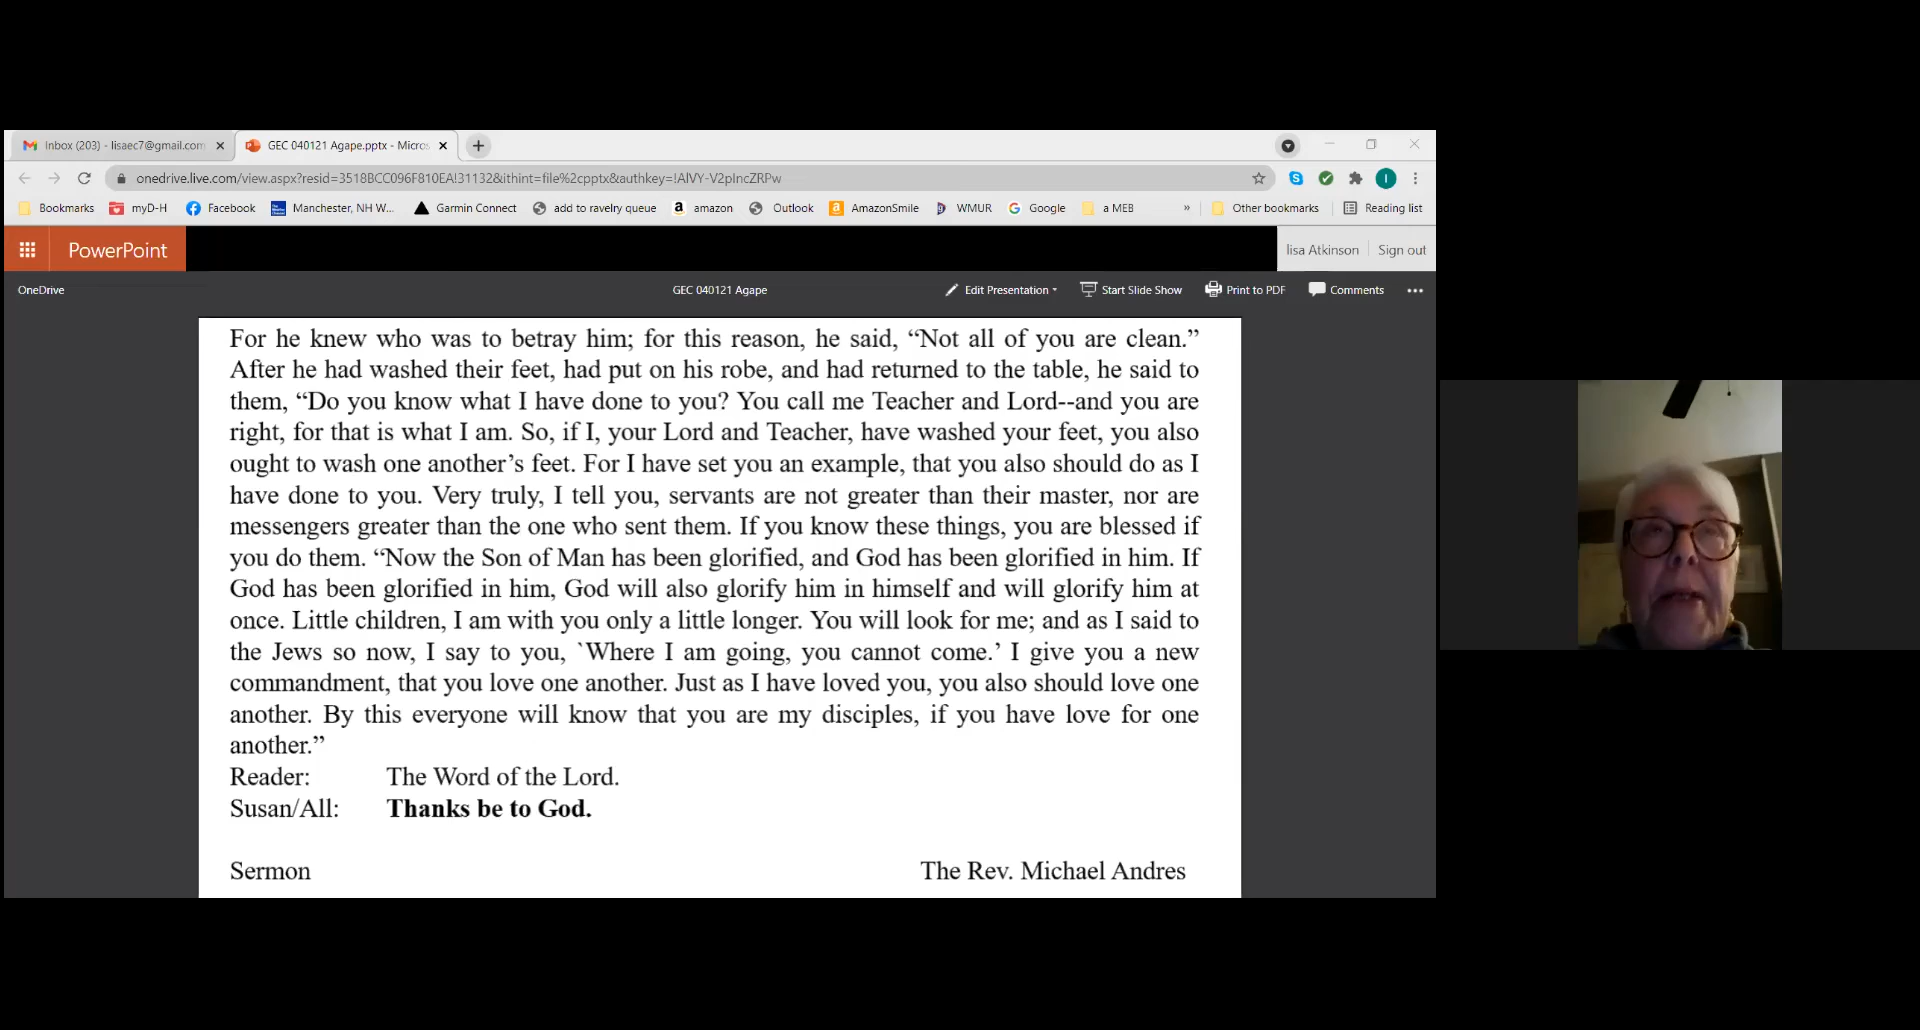 Inbox (203) - lisaec7@gmail.com
GEC 040121 Agape.pptx - Micros
onedrive.live.com/view.aspx?resid=3518BCC096F810EA!31132&ithint=file%2cpptx&authkey=!AIVY-V2pIncZRPw
Bookmarks myD-H Facebook Manchester, NH W... Garmin Connect add to ravelry queue amazon Outlook AmazonSmile WMUR Google a MEB » Other bookmarks Reading list
PowerPoint
lisa Atkinson Sign out
OneDrive GEC 040121 Agape Edit Presentation Start Slide Show Print to PDF Comments
For he knew who was to betray him; for this reason, he said, “Not all of you are clean.”
After he had washed their feet, had put on his robe, and had returned to the table, he said to
them, “Do you know what I have done to you? You call me Teacher and Lord--and you are
right, for that is what I am. So, if I, your Lord and Teacher, have washed your feet, you also
ought to wash one another’s feet. For I have set you an example, that you also should do as I
have done to you. Very truly, I tell you, servants are not greater than their master, nor are
messengers greater than the one who sent them. If you know these things, you are blessed if
you do them. “Now the Son of Man has been glorified, and God has been glorified in him. If
God has been glorified in him, God will also glorify him in himself and will glorify him at
once. Little children, I am with you only a little longer. You will look for me; and as I said to
the Jews so now, I say to you, `Where I am going, you cannot come.’ I give you a new
commandment, that you love one another. Just as I have loved you, you also should love one
another. By this everyone will know that you are my disciples, if you have love for one
another.”
Reader: The Word of the Lord.
Susan/All: Thanks be to God.
Sermon The Rev. Michael Andres